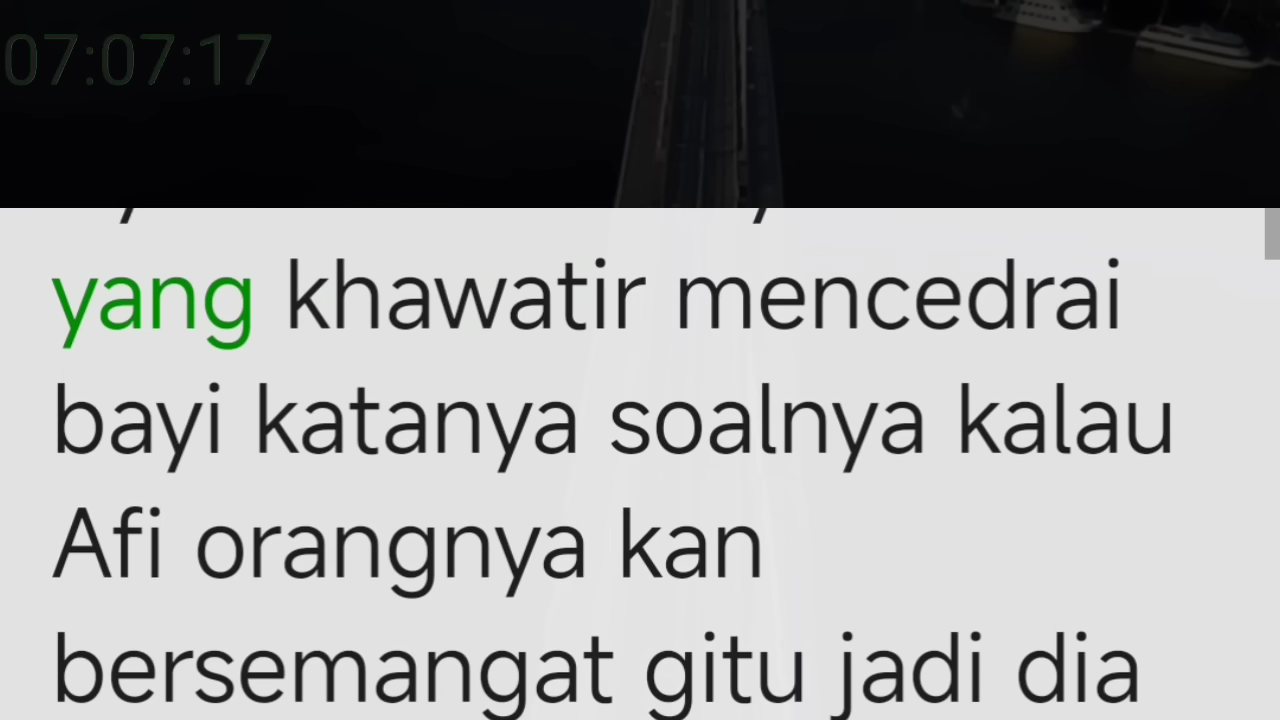 07:07:17
yang khawatir mencedrai
bayi katanya soalnya kalau
Afi orangnya kan
bersemangat gitu jadi dia